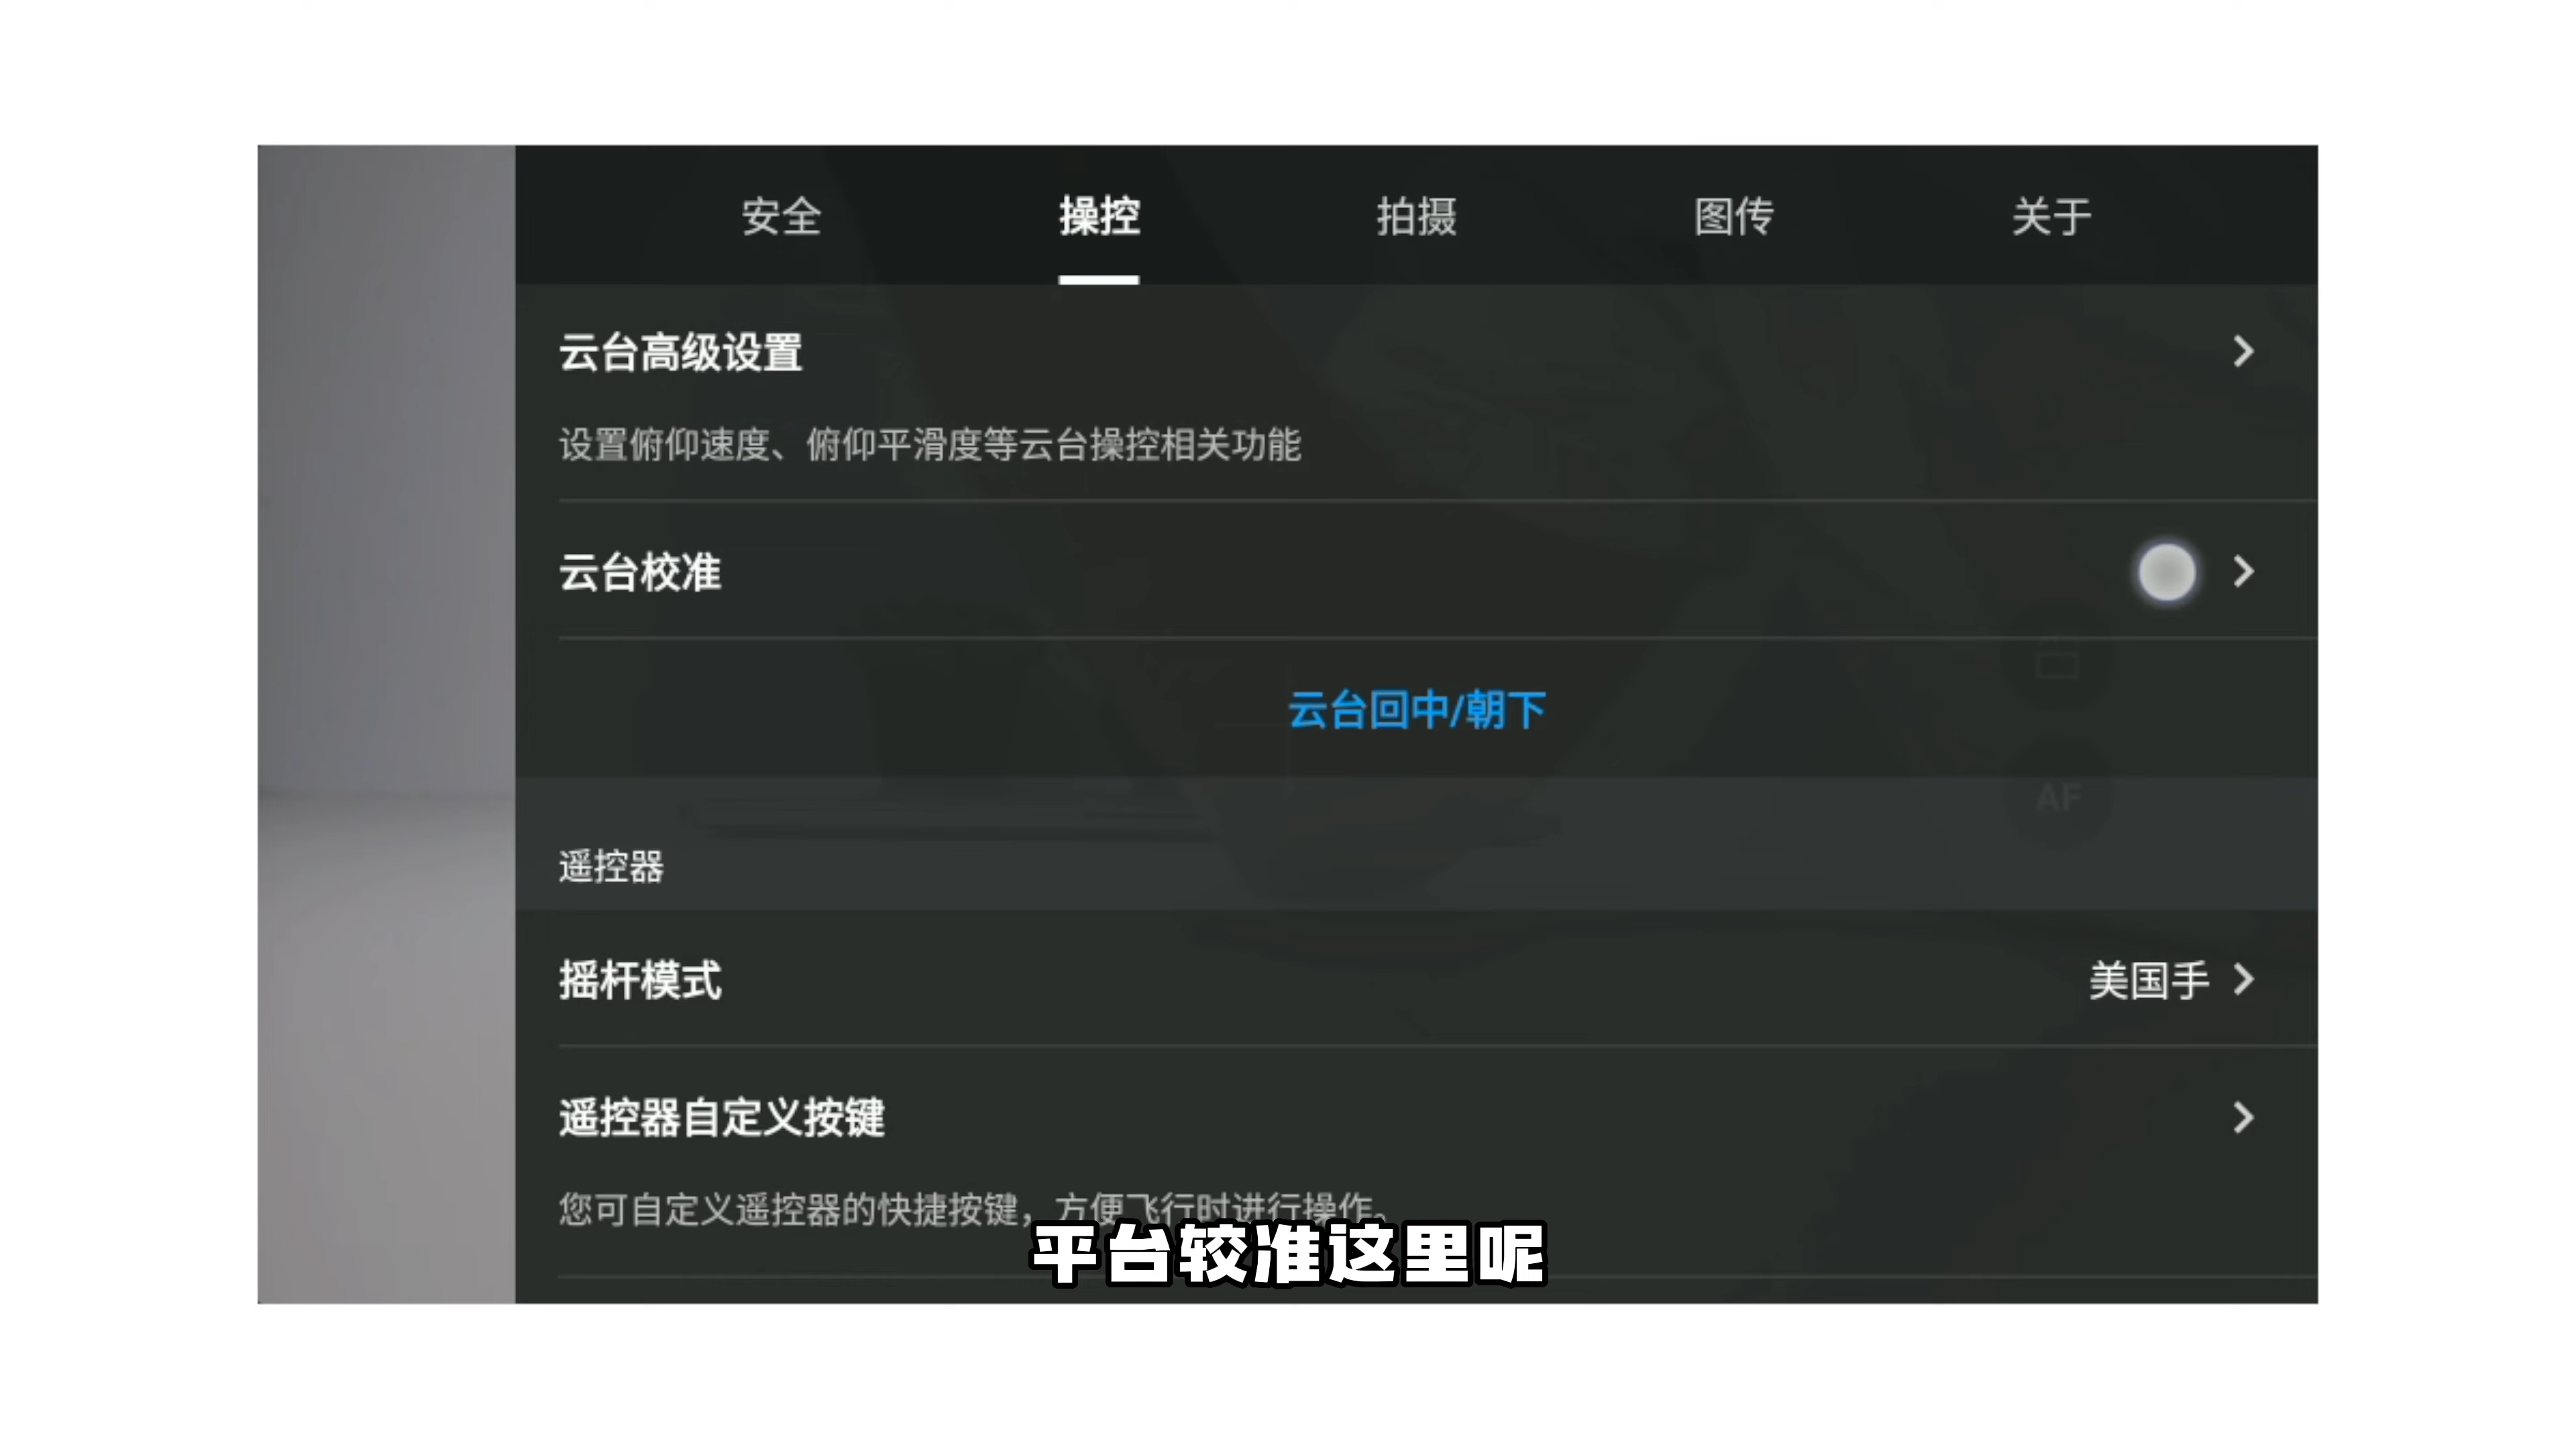 安全 操控 拍摄 图传 关于
云台高级设置
设置俯仰速度、俯仰平滑度等云台操控相关功能
云台校准
云台回中/朝下
AF
遥控器
摇杆模式 美国手
遥控器自定义按键
您可自定义遥控器的快捷按键，方便飞行时进行操作。
平台较准这里呢